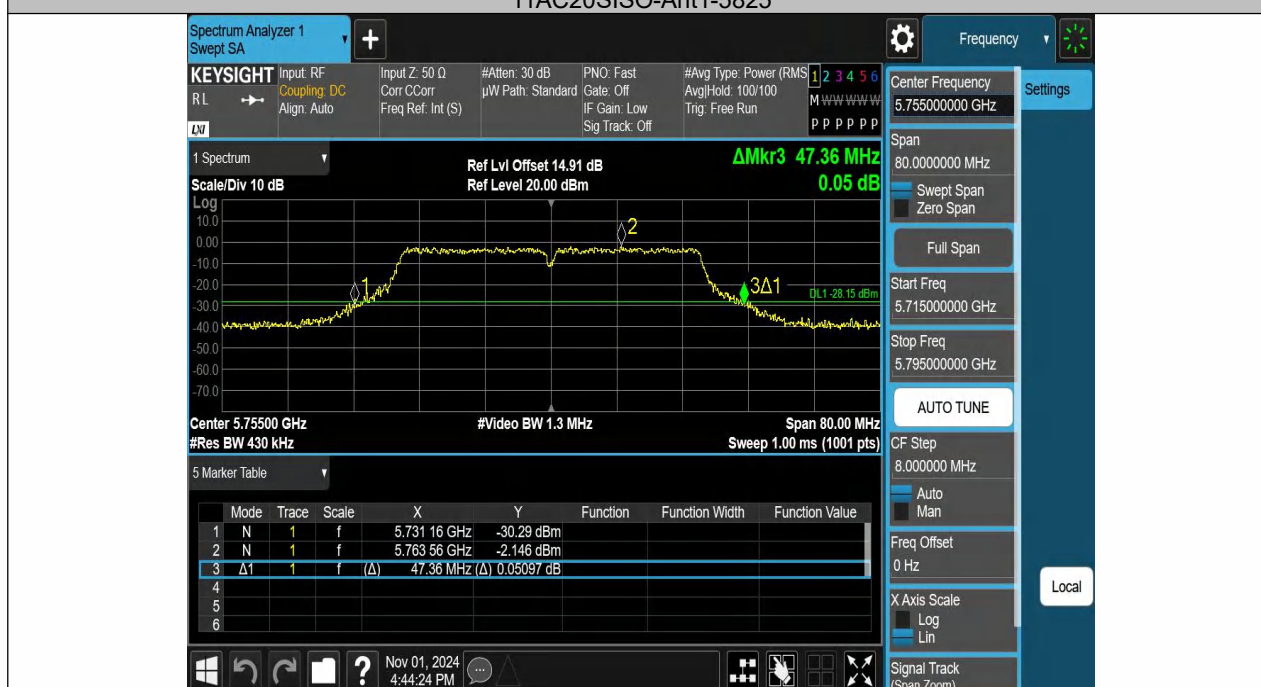 11AC20SISO-Ant1-5825
Spectrum Analyzer 1
Swept SA
+
Frequency
KEYSIGHT
RL
LXI
Input: RF
Coupling: DC
Align: Auto
Input Z: 50 Ω
Corr CCorr
Freq Ref: Int (S)
#Atten: 30 dB
µW Path: Standard
PNO: Fast
Gate: Off
IF Gain: Low
Sig Track: Off
#Avg Type: Power (RMS
Avg|Hold: 100/100
Trig: Free Run
1 2 3 4 5 6
M W W W W W
P P P P P P
Center Frequency
5.755000000 GHz
Settings
1 Spectrum
Scale/Div 10 dB
Ref Lvl Offset 14.91 dB
Ref Level 20.00 dBm
ΔMkr3 47.36 MHz
0.05 dB
Span
80.0000000 MHz
Swept Span
Zero Span
Log
10.0
0.00
-10.0
-20.0
-30.0
-40.0
-50.0
-60.0
-70.0
1
2
3Δ1
DL1 -28.15 dBm
Full Span
Start Freq
5.715000000 GHz
Stop Freq
5.795000000 GHz
AUTO TUNE
Center 5.75500 GHz
#Video BW 1.3 MHz
Span 80.00 MHz
#Res BW 430 kHz
Sweep 1.00 ms (1001 pts)
CF Step
8.000000 MHz
Auto
Man
5 Marker Table
Mode Trace Scale X Y Function Function Width Function Value
1 N 1 f 5.731 16 GHz -30.29 dBm
2 N 1 f 5.763 56 GHz -2.146 dBm
3 Δ1 1 f (Δ) 47.36 MHz (Δ) 0.05097 dB
4
5
6
Freq Offset
0 Hz
Local
X Axis Scale
Log
Lin
Signal Track
(Span Zoom)
?
Nov 01, 2024
4:44:24 PM